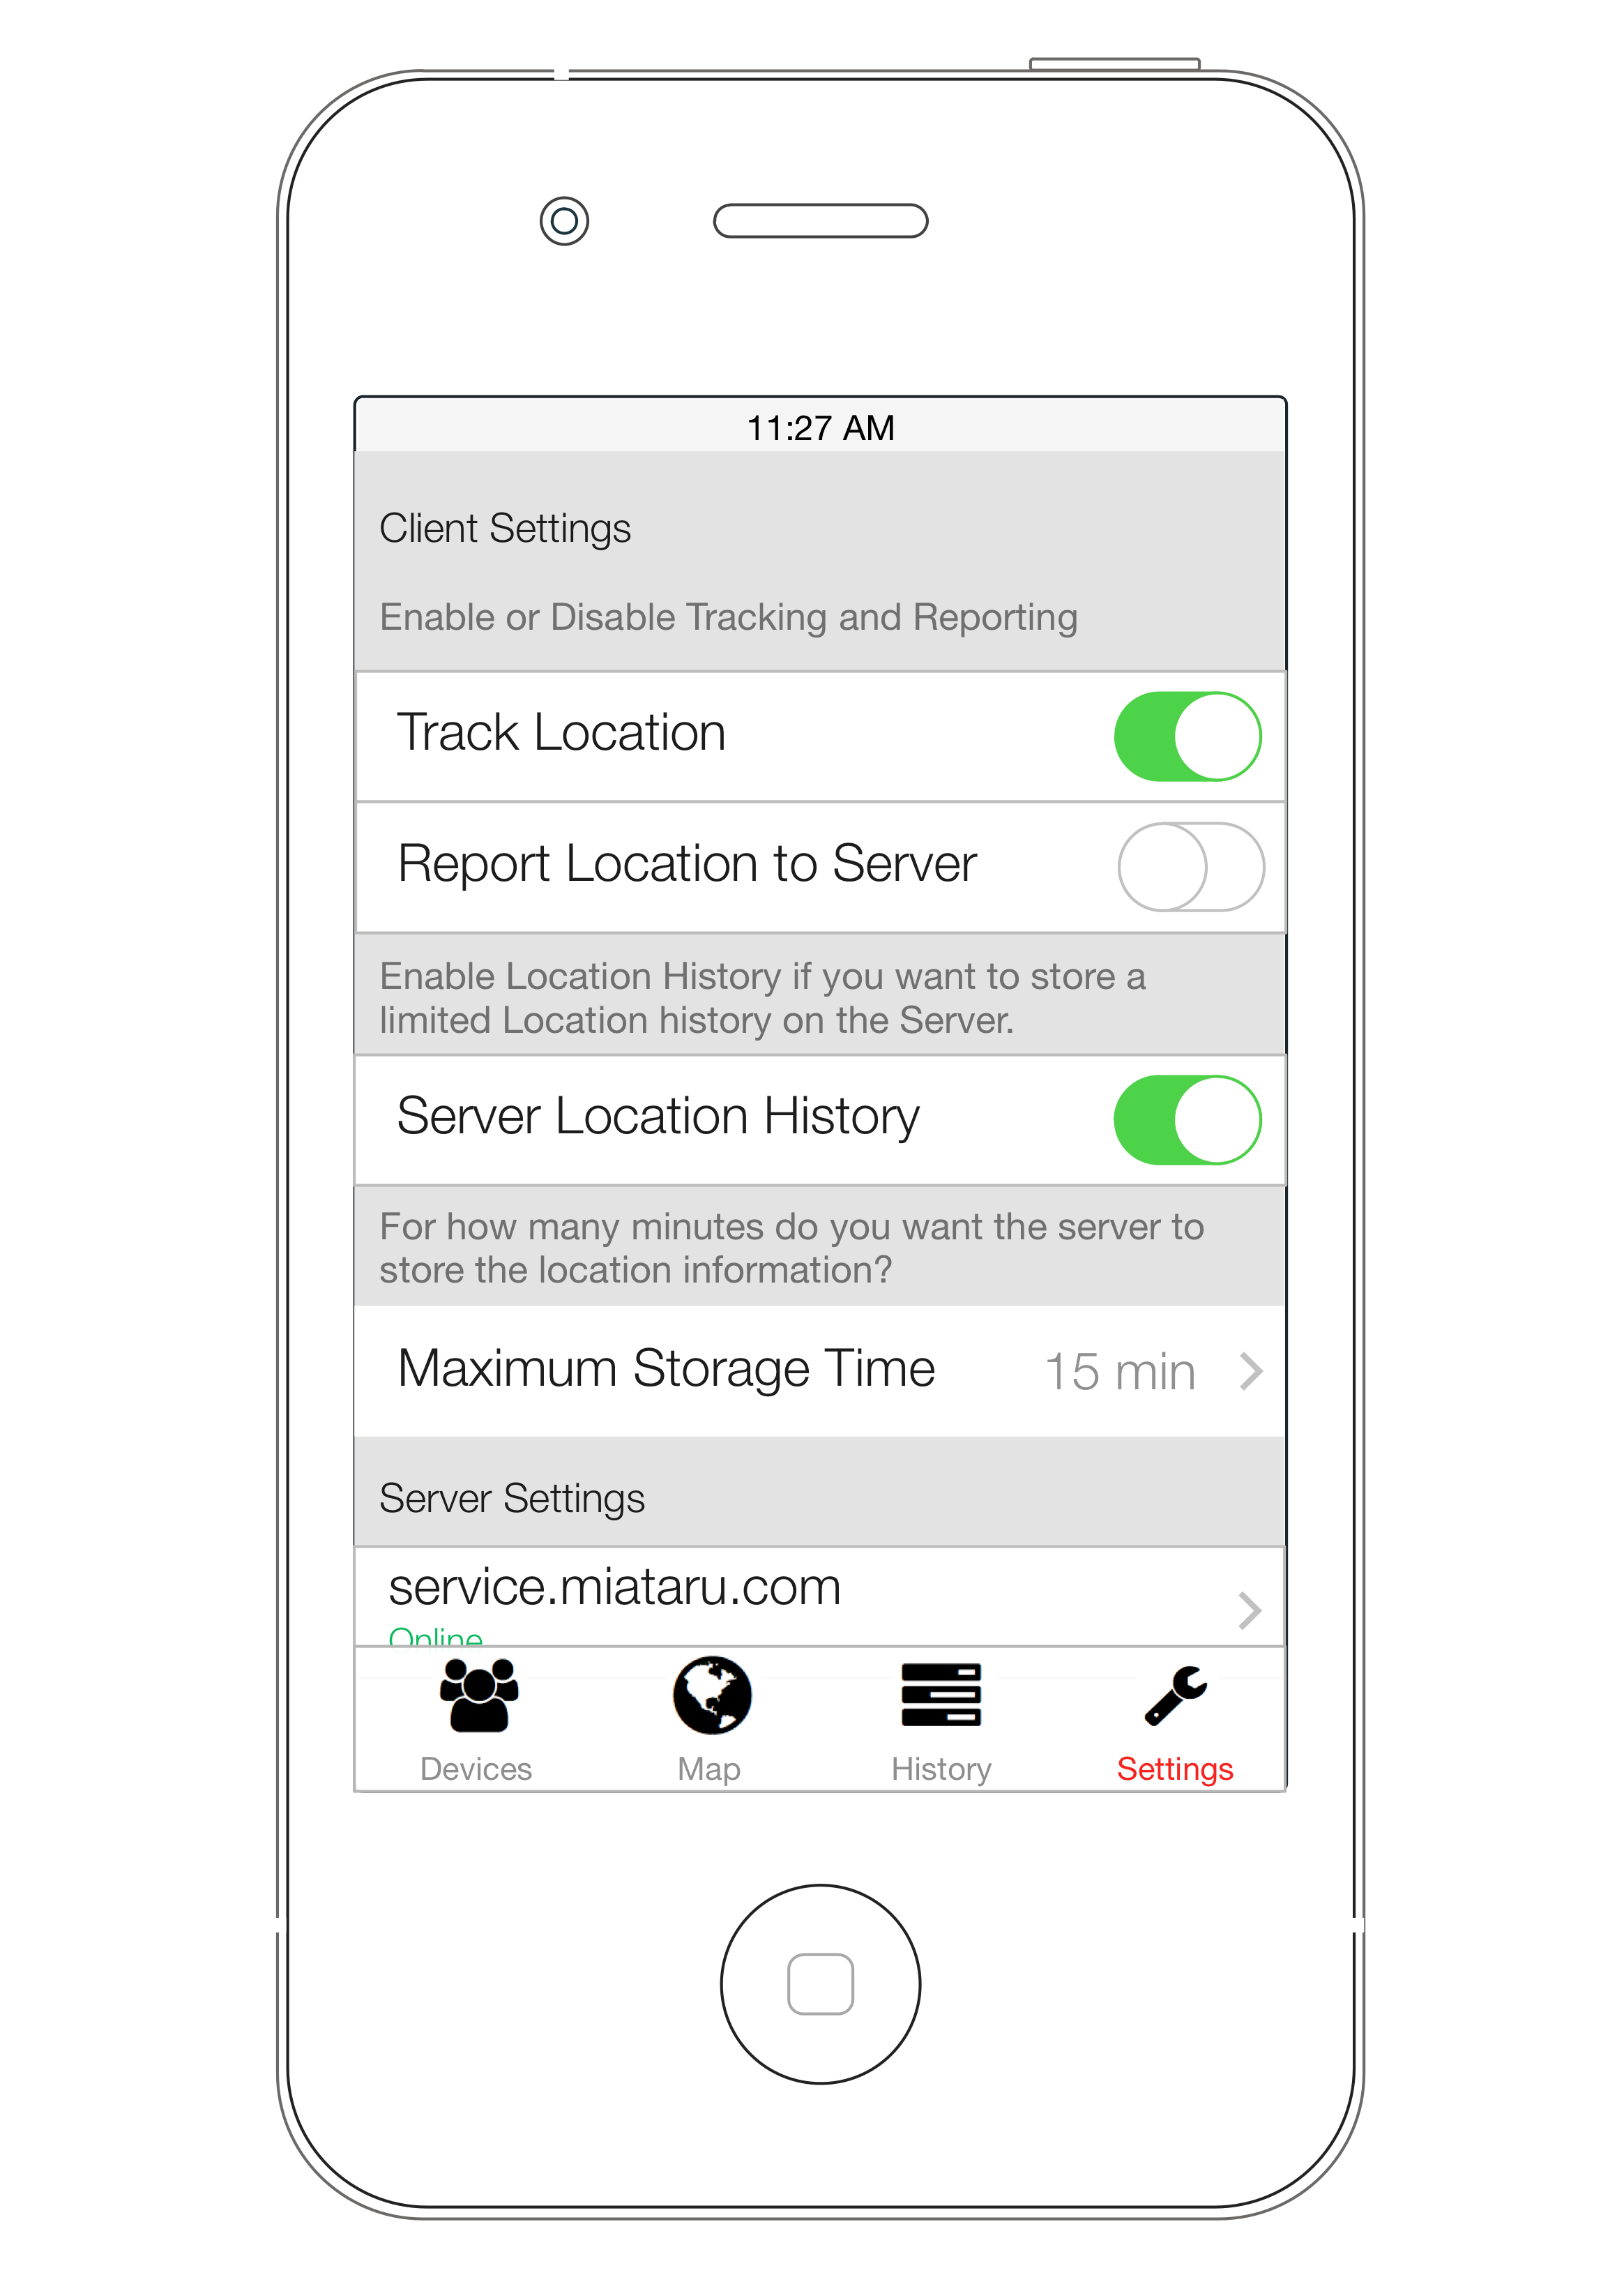 11:27 AM
Client Settings
Enable or Disable Tracking and Reporting
Track Location
Report Location to Server
Enable Location History if you want to store a
limited Location history on the Server.
Server Location History
For how many minutes do you want the server to
store the location information?
Maximum Storage Time 15 min
Server Settings
service.miataru.com
Online
Devices Map History Settings